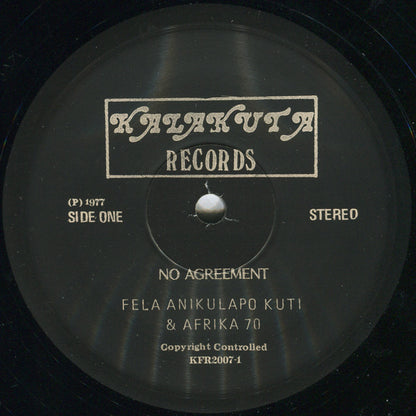 KALAKUTA
RECORDS
(P) 1977
SIDE ONE
STEREO
NO AGREEMENT
FELA ANIKULAPO KUTI
& AFRIKA 70
Copyright Controlled
KFR2007-1